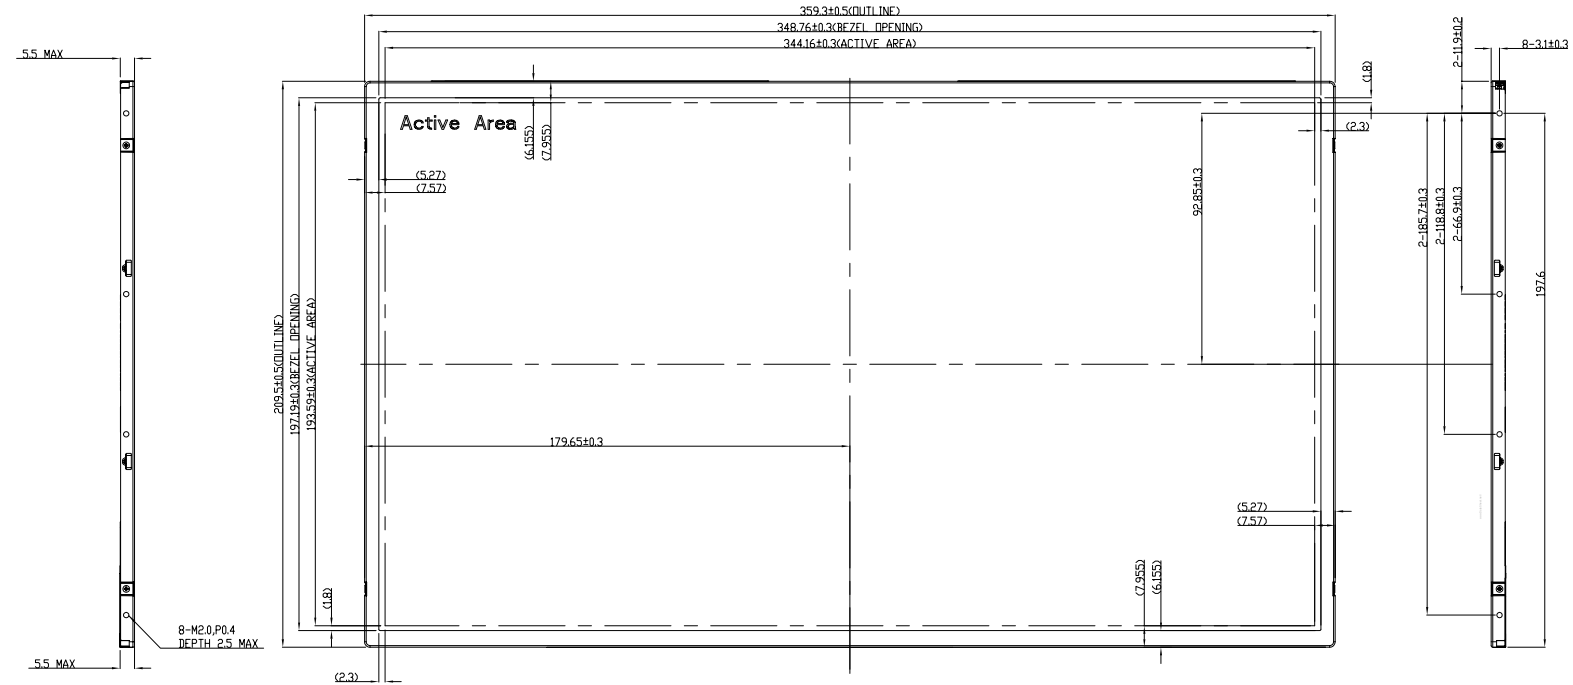 359.3±0.5(OUTLINE)
348.76±0.3(BEZEL OPENING)
344.16±0.3(ACTIVE AREA)
5.5 MAX
2-11.9±0.2
8-3.1±0.3
(1.8)
(2.3)
Active Area
(6.155)
(7.955)
(5.27)
(7.57)
92.85±0.3
2-185.7±0.3
2-118.8±0.3
2-66.9±0.3
197.6
209.5±0.5(OUTLINE)
197.19±0.3(BEZEL OPENING)
193.59±0.3(ACTIVE AREA)
179.65±0.3
(5.27)
(7.57)
(7.955)
(6.155)
(1.8)
8-M2.0,P0.4
DEPTH 2.5 MAX
5.5 MAX
(2.3)